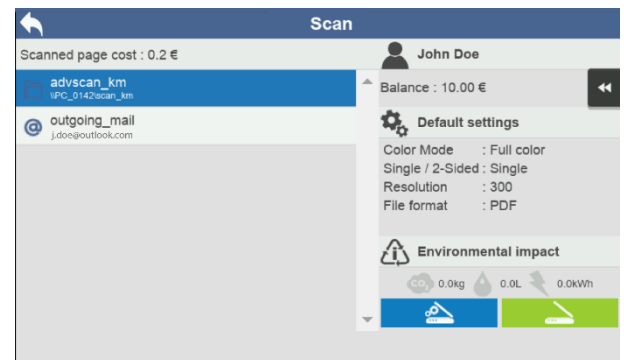 Scan
Scanned page cost : 0.2 €
advscan_km
\\PC_0142\scan_km
outgoing_mail
j.doe@outlook.com
John Doe
Balance : 10.00 €
Default settings
Color Mode : Full color
Single / 2-Sided : Single
Resolution : 300
File format : PDF
Environmental impact
CO₂ 0.0kg 0.0L 0.0kWh